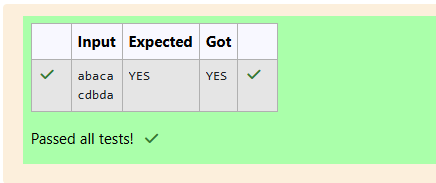 Input Expected Got
abaca YES YES
cdbda
Passed all tests!